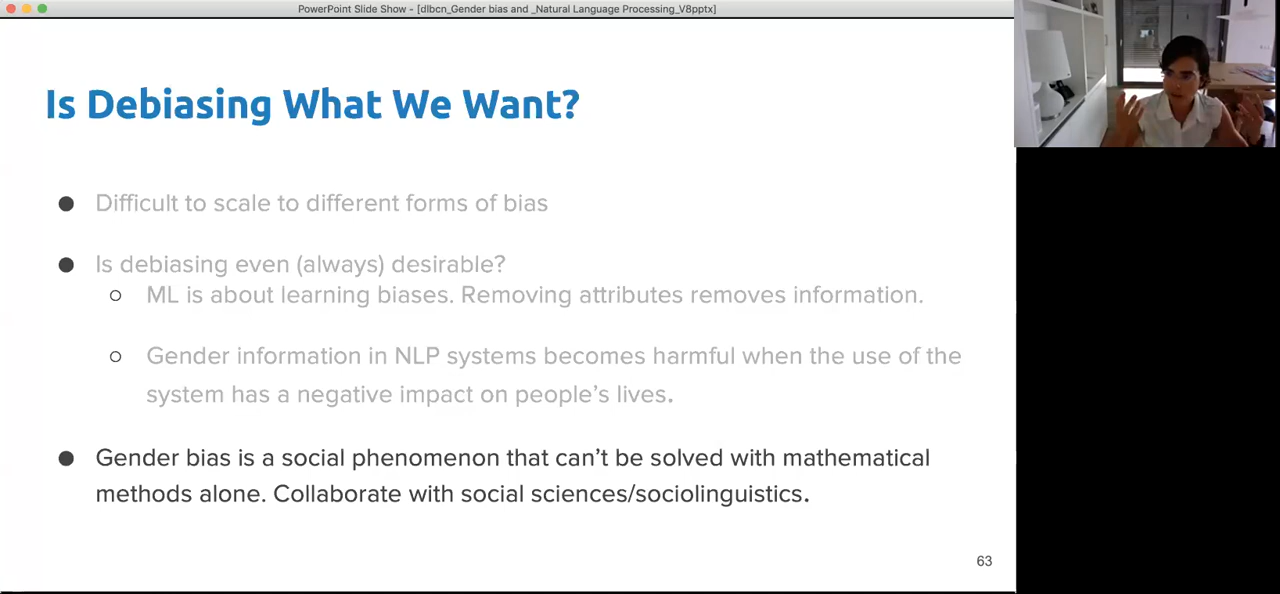 PowerPoint Slide Show - [dlbcn_Gender bias and _Natural Language Processing_V8pptx]
Is Debiasing What We Want?
● Difficult to scale to different forms of bias
● Is debiasing even (always) desirable?
○ ML is about learning biases. Removing attributes removes information.
○ Gender information in NLP systems becomes harmful when the use of the
system has a negative impact on people's lives.
● Gender bias is a social phenomenon that can't be solved with mathematical
methods alone. Collaborate with social sciences/sociolinguistics.
63